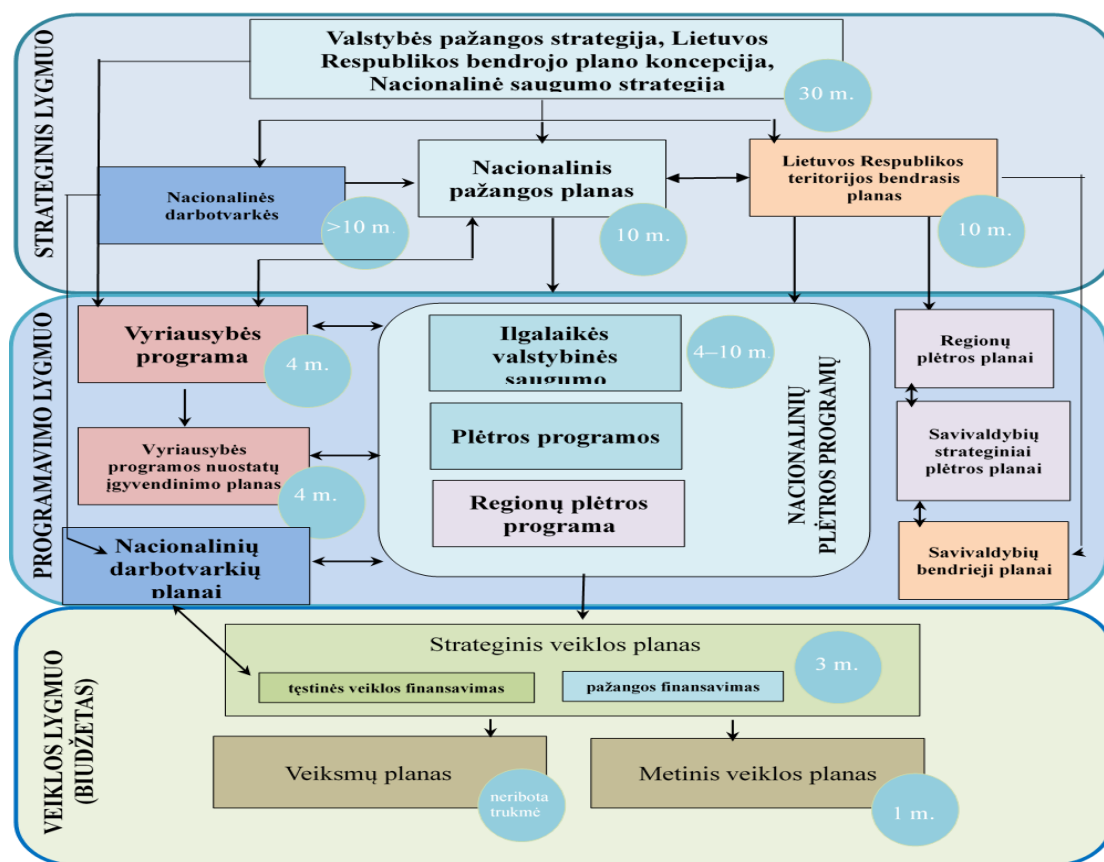 STRATEGINIS LYGMUO
Valstybės pažangos strategija, Lietuvos
Respublikos bendrojo plano koncepcija,
Nacionalinė saugumo strategija
30 m.
Nacionalinės
darbotvarkės
>10 m.
Nacionalinis
pažangos planas
10 m.
Lietuvos Respublikos
teritorijos bendrasis
planas
10 m.
PROGRAMAVIMO LYGMUO
Vyriausybės
programa
4 m.
Vyriausybės
programos nuostatų
įgyvendinimo planas
4 m.
Nacionalinių
darbotvarkių
planai
Ilgalaikės
valstybinės
saugumo
4–10 m.
Plėtros programos
Regionų plėtros
programa
NACIONALINIŲ
PLĖTROS PROGRAMŲ
Regionų
plėtros planai
Savivaldybių
strateginiai
plėtros planai
Savivaldybių
bendrieji planai
VEIKLOS LYGMUO
(BIUDŽETAS)
Strateginis veiklos planas
3 m.
tęstinės veiklos finansavimas
pažangos finansavimas
Veiksmų planas
neribota
trukmė
Metinis veiklos planas
1 m.